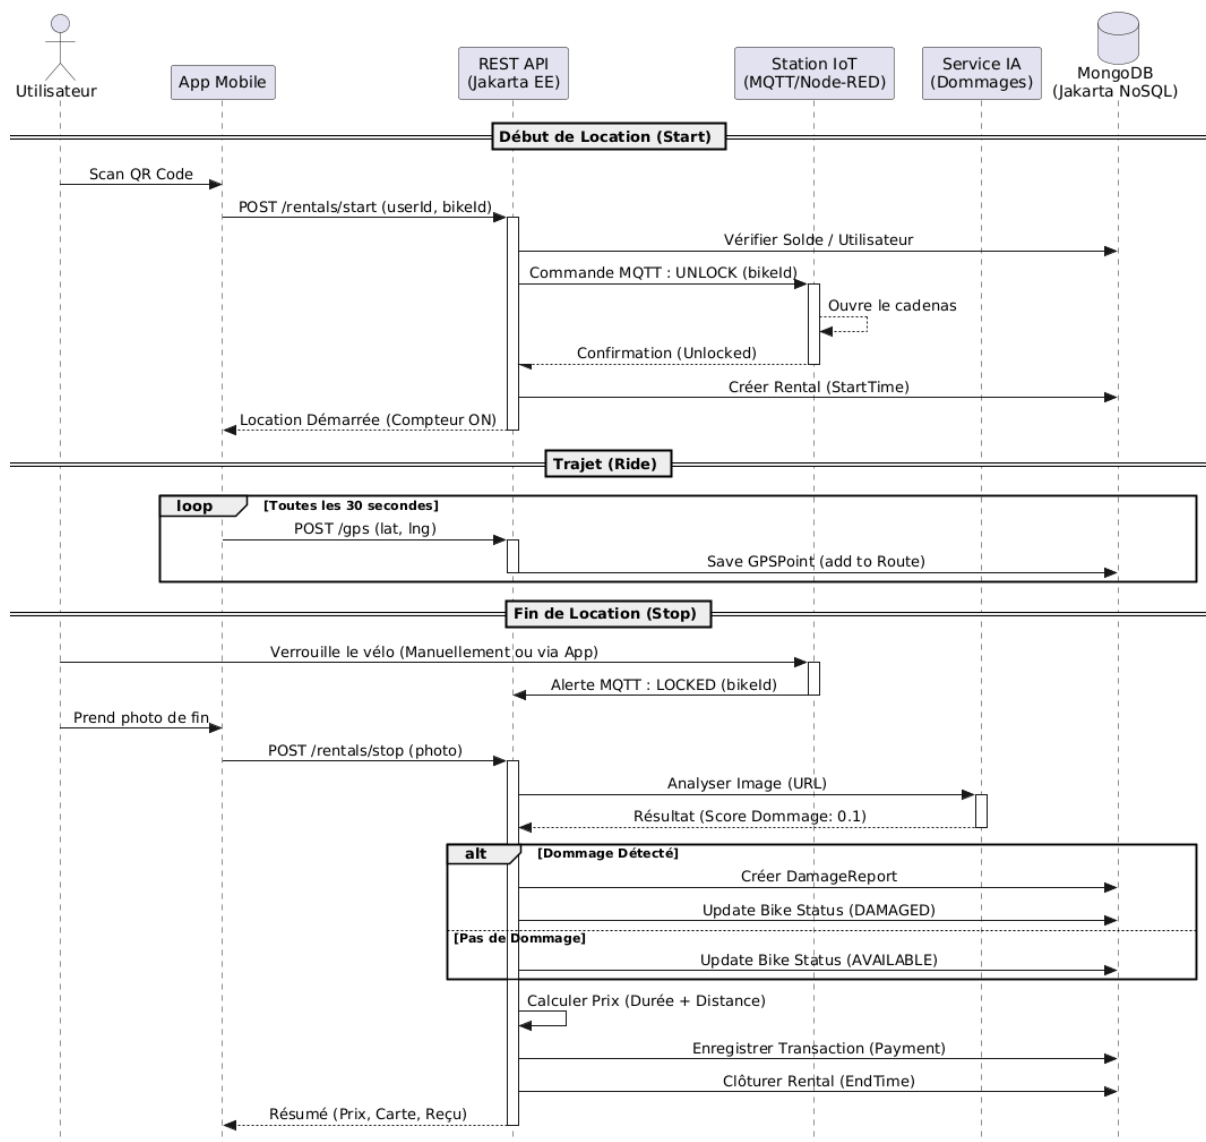 Utilisateur
App Mobile
REST API
(Jakarta EE)
Station IoT
(MQTT/Node-RED)
Service IA
(Dommages)
MongoDB
(Jakarta NoSQL)
Début de Location (Start)
Scan QR Code
POST /rentals/start (userId, bikeId)
Vérifier Solde / Utilisateur
Commande MQTT : UNLOCK (bikeId)
Ouvre le cadenas
Confirmation (Unlocked)
Créer Rental (StartTime)
Location Démarrée (Compteur ON)
Trajet (Ride)
loop
[Toutes les 30 secondes]
POST /gps (lat, lng)
Save GPSPoint (add to Route)
Fin de Location (Stop)
Verrouille le vélo (Manuellement ou via App)
Alerte MQTT : LOCKED (bikeId)
Prend photo de fin
POST /rentals/stop (photo)
Analyser Image (URL)
Résultat (Score Dommage: 0.1)
alt
[Dommage Détecté]
Créer DamageReport
Update Bike Status (DAMAGED)
[Pas de Dommage]
Update Bike Status (AVAILABLE)
Calculer Prix (Durée + Distance)
Enregistrer Transaction (Payment)
Clôturer Rental (EndTime)
Résumé (Prix, Carte, Reçu)